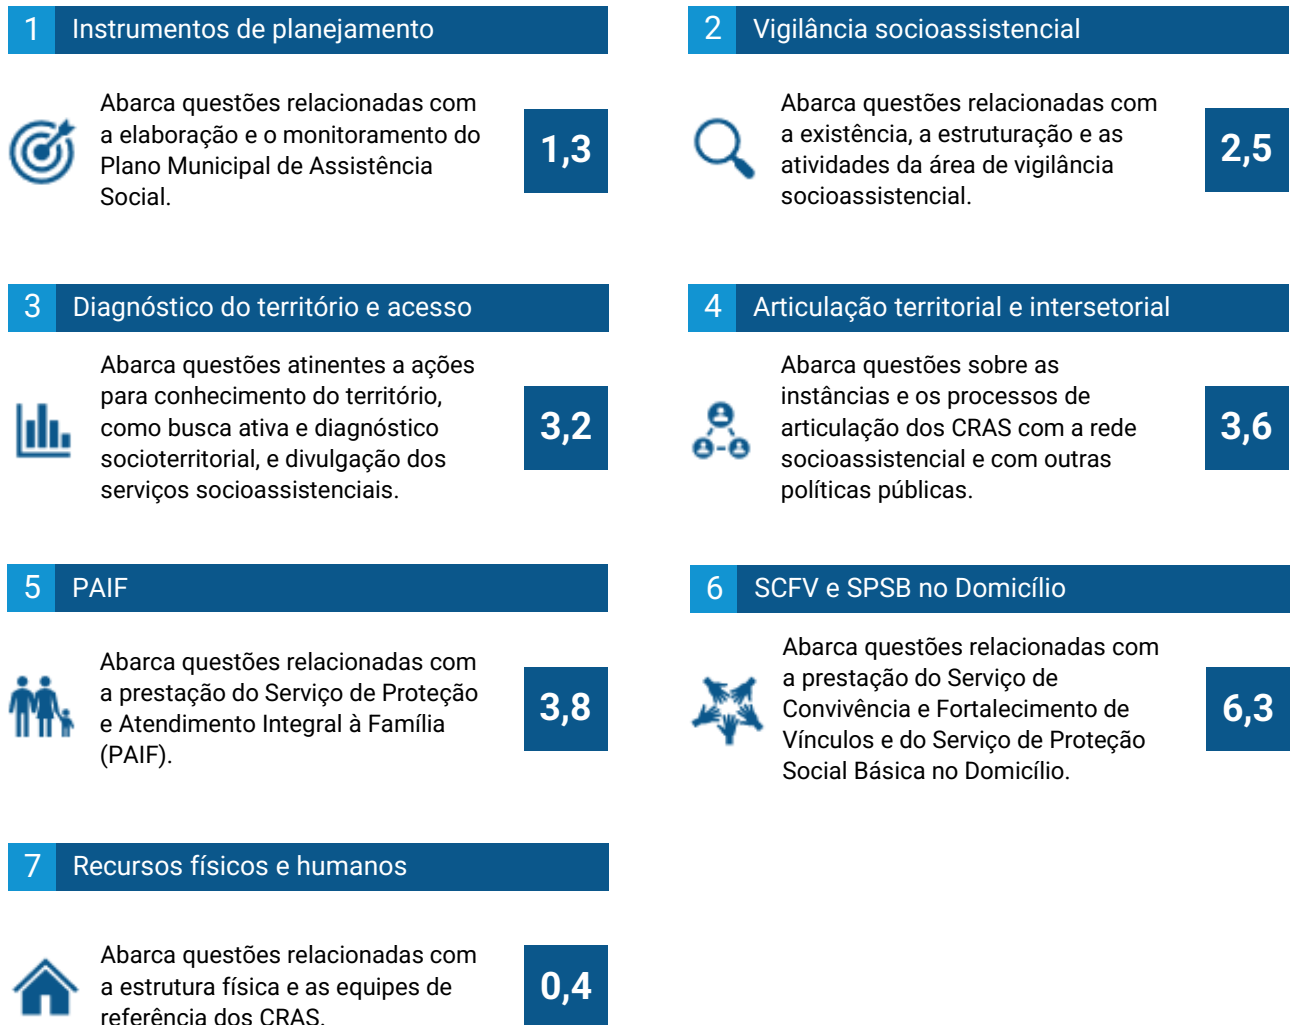 1 Instrumentos de planejamento
Abarca questões relacionadas com
a elaboração e o monitoramento do
Plano Municipal de Assistência
Social.
1,3
2 Vigilância socioassistencial
Abarca questões relacionadas com
a existência, a estruturação e as
atividades da área de vigilância
socioassistencial.
2,5
3 Diagnóstico do território e acesso
Abarca questões atinentes a ações
para conhecimento do território,
como busca ativa e diagnóstico
socioterritorial, e divulgação dos
serviços socioassistenciais.
3,2
4 Articulação territorial e intersetorial
Abarca questões sobre as
instâncias e os processos de
articulação dos CRAS com a rede
socioassistencial e com outras
políticas públicas.
3,6
5 PAIF
Abarca questões relacionadas com
a prestação do Serviço de Proteção
e Atendimento Integral à Família
(PAIF).
3,8
6 SCFV e SPSB no Domicílio
Abarca questões relacionadas com
a prestação do Serviço de
Convivência e Fortalecimento de
Vínculos e do Serviço de Proteção
Social Básica no Domicílio.
6,3
7 Recursos físicos e humanos
Abarca questões relacionadas com
a estrutura física e as equipes de
referência dos CRAS.
0,4